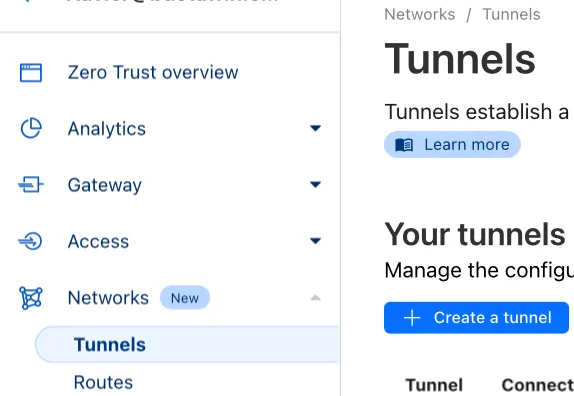 Networks / Tunnels
Tunnels
Tunnels establish a
Learn more
Your tunnels
Manage the configu
Create a tunnel
Tunnel Connect
Zero Trust overview
Analytics
Gateway
Access
Networks New
Tunnels
Routes